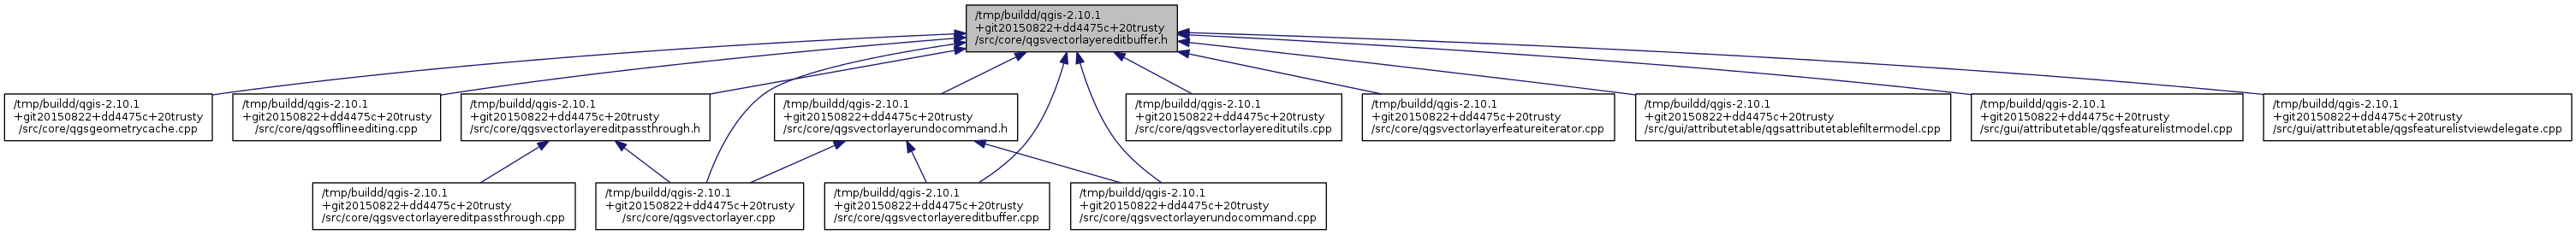 /tmp/buildd/qgis-2.10.1
+git20150822+dd4475c+20trusty
/src/core/qgsvectorlayereditbuffer.h
/tmp/buildd/qgis-2.10.1
+git20150822+dd4475c+20trusty
/src/core/qgsgeometrycache.cpp
/tmp/buildd/qgis-2.10.1
+git20150822+dd4475c+20trusty
/src/core/qgsofflineediting.cpp
/tmp/buildd/qgis-2.10.1
+git20150822+dd4475c+20trusty
/src/core/qgsvectorlayereditpassthrough.h
/tmp/buildd/qgis-2.10.1
+git20150822+dd4475c+20trusty
/src/core/qgsvectorlayerundocommand.h
/tmp/buildd/qgis-2.10.1
+git20150822+dd4475c+20trusty
/src/core/qgsvectorlayereditutils.cpp
/tmp/buildd/qgis-2.10.1
+git20150822+dd4475c+20trusty
/src/core/qgsvectorlayerfeatureiterator.cpp
/tmp/buildd/qgis-2.10.1
+git20150822+dd4475c+20trusty
/src/gui/attributetable/qgsattributetablefiltermodel.cpp
/tmp/buildd/qgis-2.10.1
+git20150822+dd4475c+20trusty
/src/gui/attributetable/qgsfeaturelistmodel.cpp
/tmp/buildd/qgis-2.10.1
+git20150822+dd4475c+20trusty
/src/gui/attributetable/qgsfeaturelistviewdelegate.cpp
/tmp/buildd/qgis-2.10.1
+git20150822+dd4475c+20trusty
/src/core/qgsvectorlayereditpassthrough.cpp
/tmp/buildd/qgis-2.10.1
+git20150822+dd4475c+20trusty
/src/core/qgsvectorlayer.cpp
/tmp/buildd/qgis-2.10.1
+git20150822+dd4475c+20trusty
/src/core/qgsvectorlayereditbuffer.cpp
/tmp/buildd/qgis-2.10.1
+git20150822+dd4475c+20trusty
/src/core/qgsvectorlayerundocommand.cpp